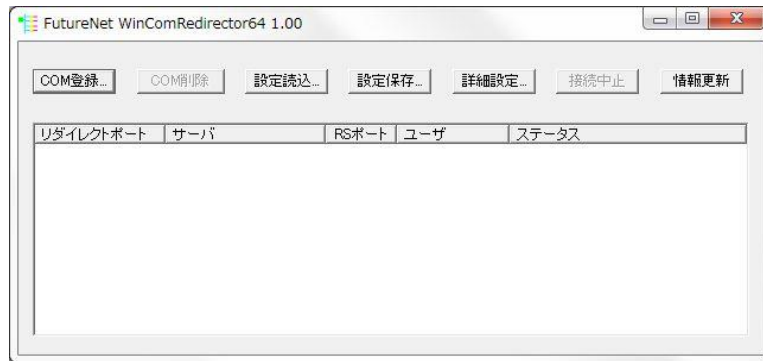 FutureNet WinComRedirector64 1.00
COM登録... COM削除 設定読込... 設定保存... 詳細設定... 接続中止 情報更新
リダイレクトポート サーバ RSポート ユーザ ステータス